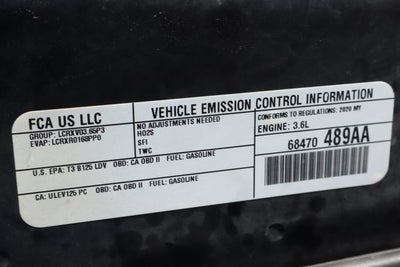 FCA US LLC
VEHICLE EMISSION CONTROL INFORMATION
GROUP: LCRXV03.65P3
EVAP: LCRXR0168PP0
NO ADJUSTMENTS NEEDED
HO2S
SFI
TWC
CONFORMS TO REGULATIONS: 2020 MY
ENGINE: 3.6L
68470 489AA
U.S. EPA: T3 B125 LDV OBD: CA OBD II FUEL: GASOLINE
CA: ULEV125 PC OBD: CA OBD II FUEL: GASOLINE